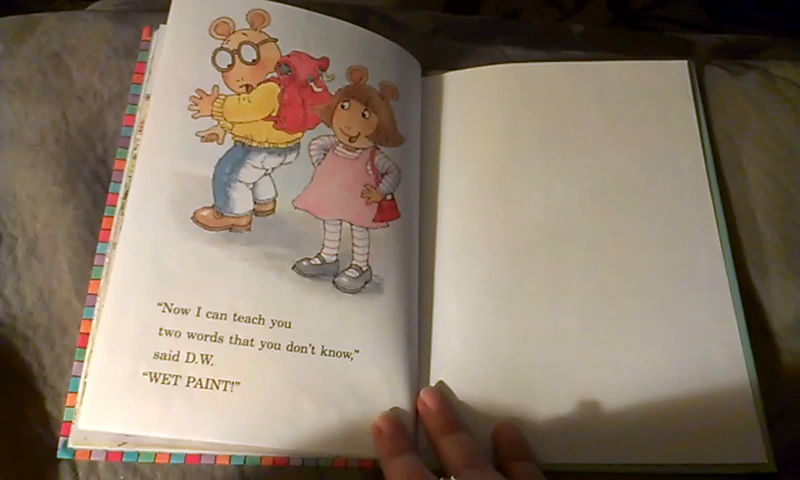 “Now I can teach you
two words that you don’t know,”
said D.W.
“WET PAINT!”